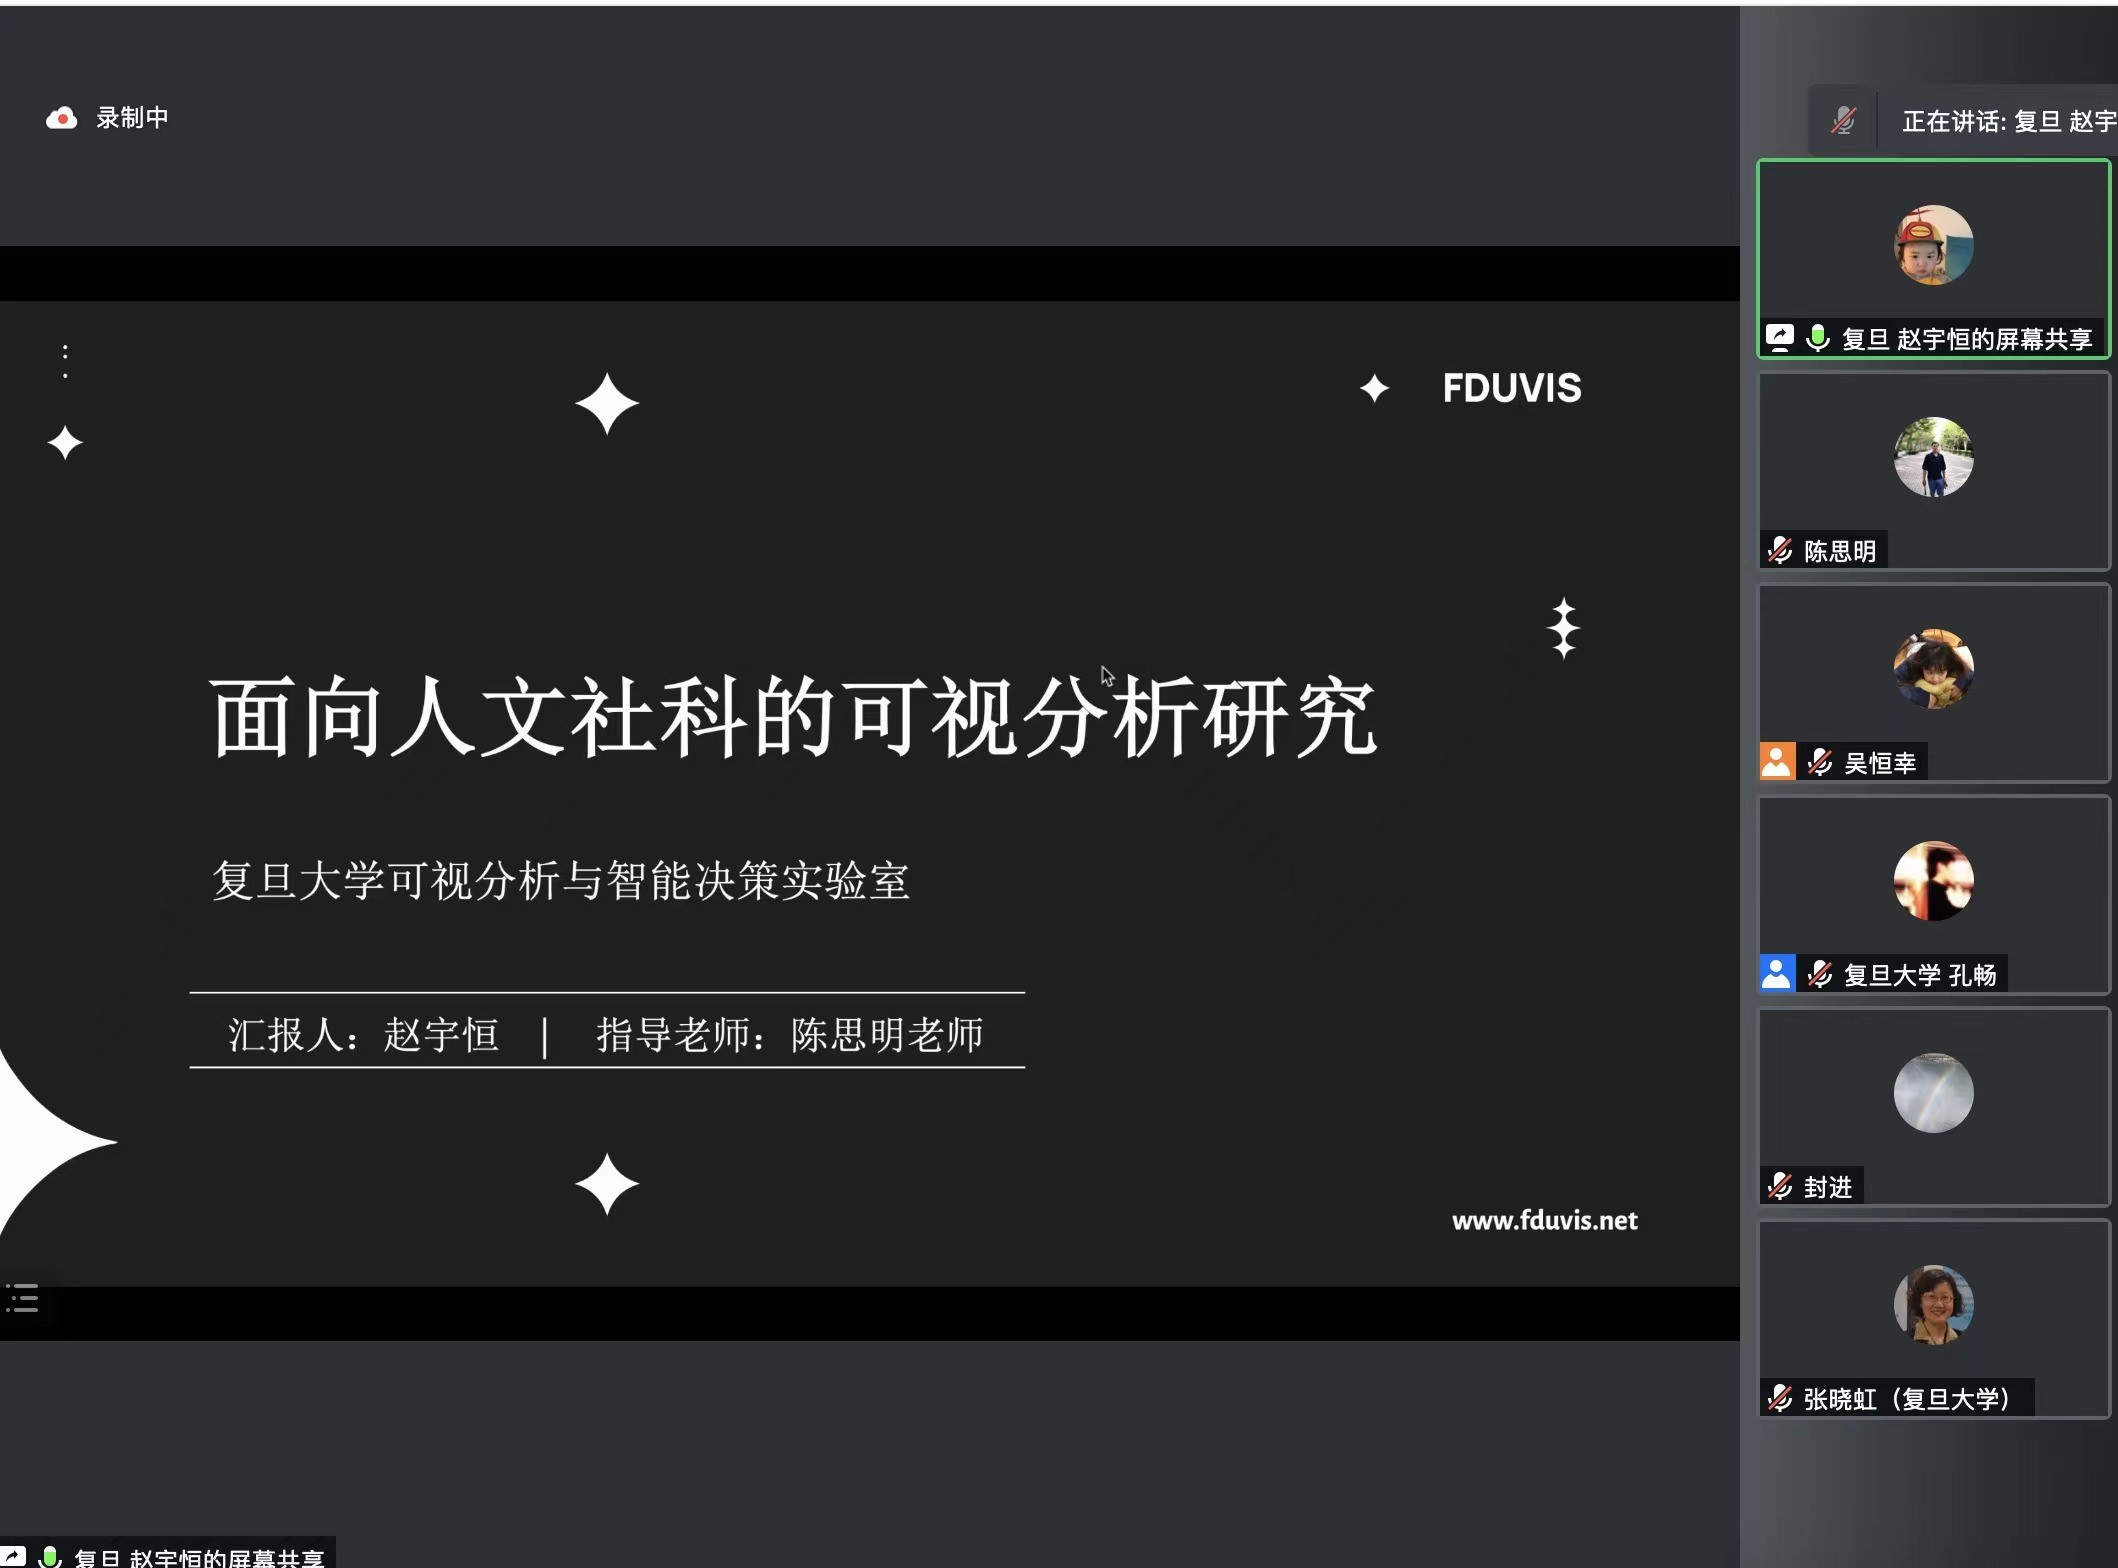 录制中
正在讲话: 复旦 赵宇
FDUVIS
面向人文社科的可视分析研究
复旦大学可视分析与智能决策实验室
汇报人：赵宇恒 | 指导老师：陈思明老师
www.fduvis.net
复旦 赵宇恒的屏幕共享
陈思明
吴恒幸
复旦大学 孔畅
封进
张晓虹（复旦大学）
复旦 赵宇恒的屏幕共享